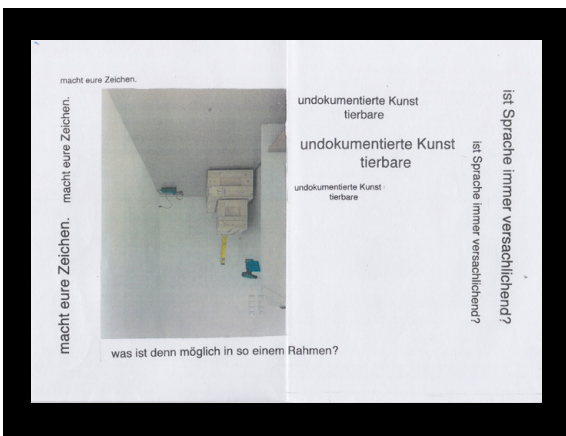 macht eure Zeichen.
macht eure Zeichen.
macht eure Zeichen.
was ist denn möglich in so einem Rahmen?
undokumentierte Kunst
tierbare
undokumentierte Kunst
tierbare
undokumentierte Kunst
tierbare
ist Sprache immer versachlichend?
ist Sprache immer versachlichend?